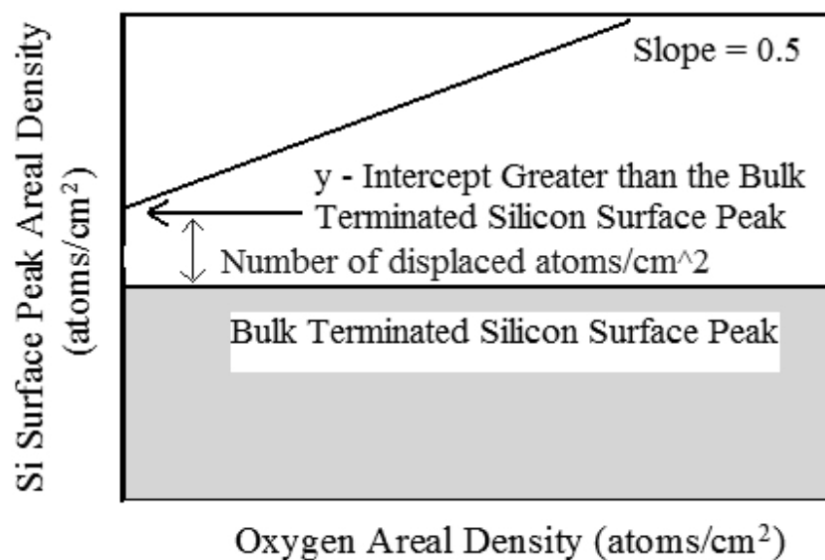 Slope = 0.5
y - Intercept Greater than the Bulk
Terminated Silicon Surface Peak
Number of displaced atoms/cm^2
Bulk Terminated Silicon Surface Peak
Si Surface Peak Areal Density
(atoms/cm²)
Oxygen Areal Density (atoms/cm²)